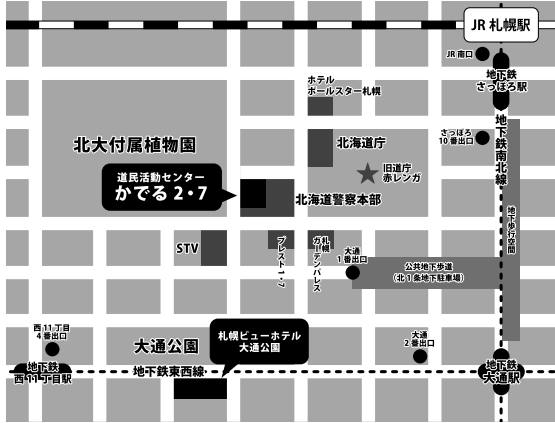 JR 札幌駅
JR 南口
地下鉄
さっぽろ駅
ホテル
ポールスター札幌
地下鉄南北線
さっぽろ
10番出口
北海道庁
北大付属植物園
旧道庁
赤レンガ
道民活動センター
かでる 2・7
北海道警察本部
地下歩行空間
STV
プレスト1・7
札幌
ガーデンパレス
大通
1番出口
公共地下歩道
(北1条地下駐車場)
西11丁目
4番出口
大通公園
札幌ビューホテル
大通公園
大通
2番出口
地下鉄
西11丁目駅
地下鉄東西線
地下鉄
大通駅